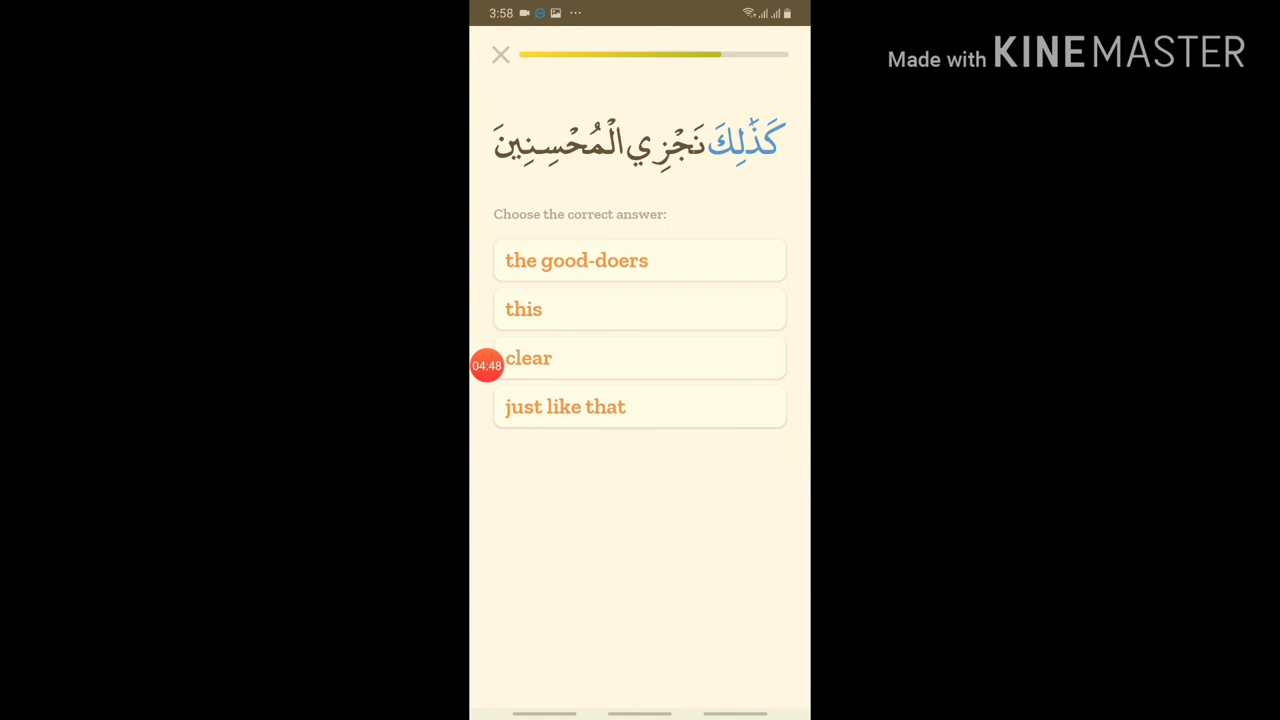 3:58
Made with KINEMASTER
كَذَٰلِكَ نَجْزِي الْمُحْسِنِينَ
Choose the correct answer:
the good-doers
this
clear
04:48
just like that